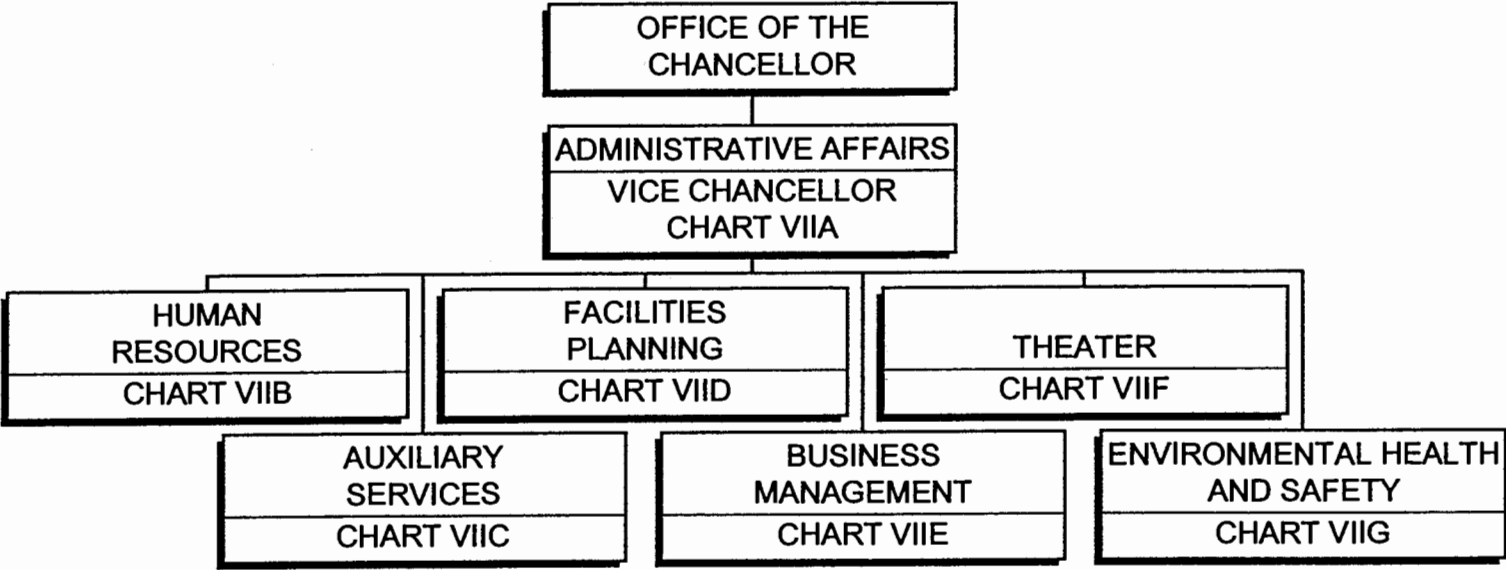 OFFICE OF THE
CHANCELLOR
ADMINISTRATIVE AFFAIRS
VICE CHANCELLOR
CHART VIIA
HUMAN
RESOURCES
CHART VIIB
FACILITIES
PLANNING
CHART VIID
THEATER
CHART VIIF
AUXILIARY
SERVICES
CHART VIIC
BUSINESS
MANAGEMENT
CHART VIIE
ENVIRONMENTAL HEALTH
AND SAFETY
CHART VIIG